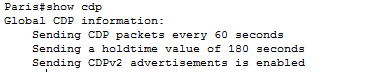 Paris#show cdp
Global CDP information:
    Sending CDP packets every 60 seconds
    Sending a holdtime value of 180 seconds
    Sending CDPv2 advertisements is enabled